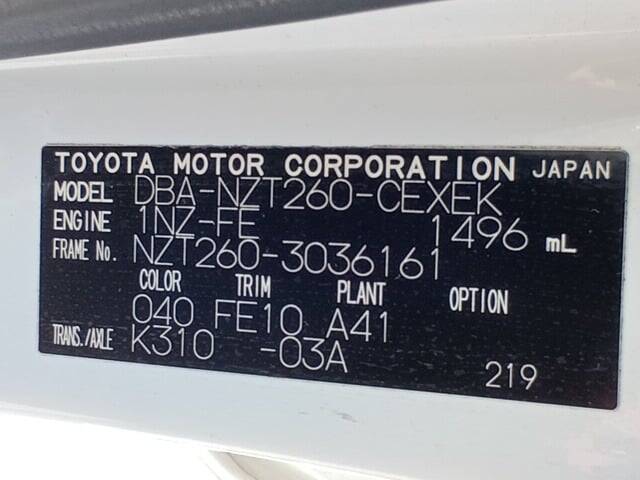 TOYOTA MOTOR CORPORATION JAPAN
MODEL DBA-NZT260-CEXEK
ENGINE 1NZ-FE 1496 mL
FRAME No. NZT260-3036161
COLOR TRIM PLANT OPTION
040 FE10 A41
TRANS./AXLE K310 -03A
219